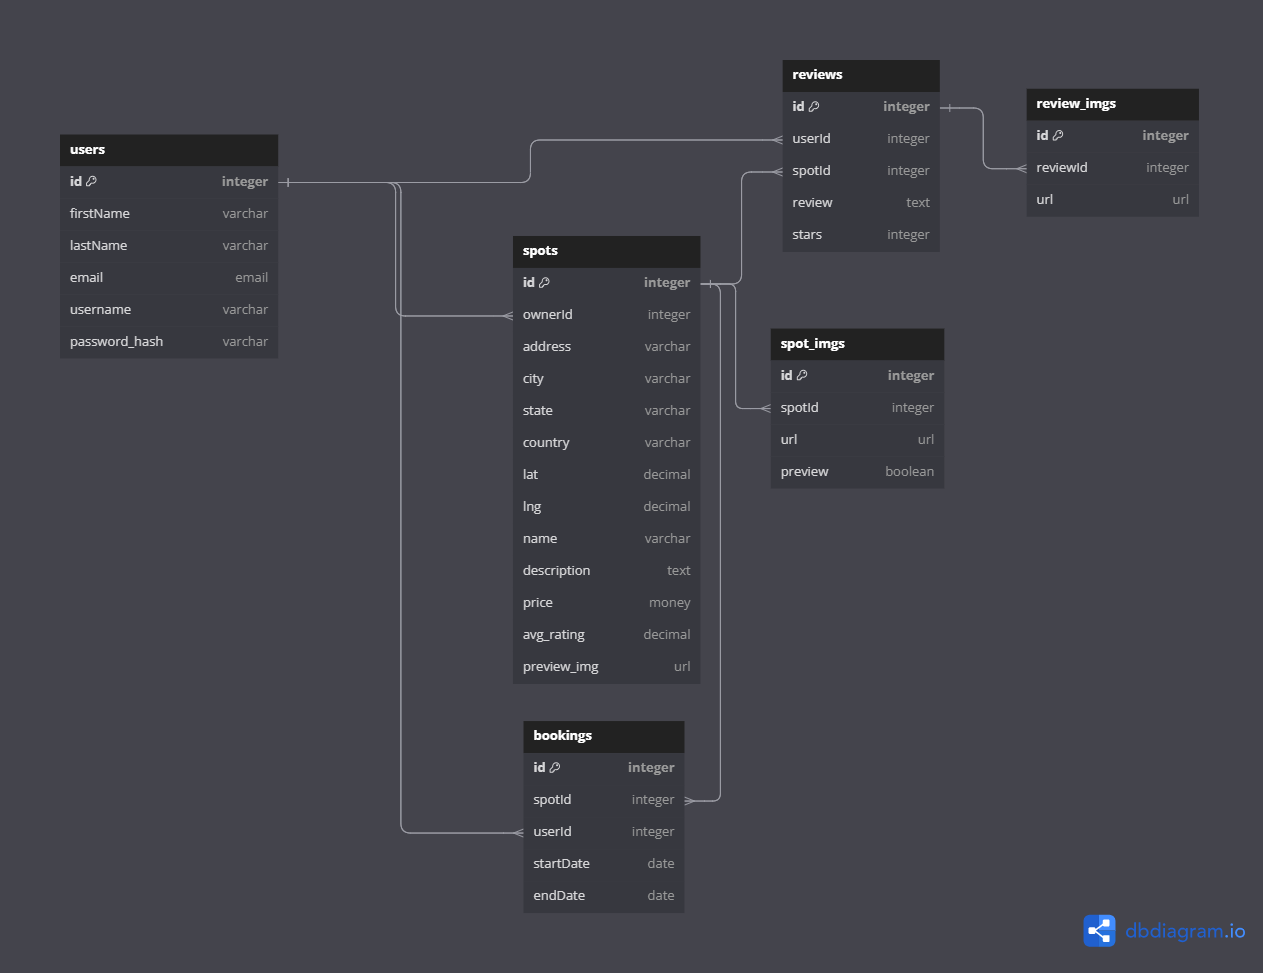 users
id integer
firstName varchar
lastName varchar
email email
username varchar
password_hash varchar
spots
id integer
ownerId integer
address varchar
city varchar
state varchar
country varchar
lat decimal
lng decimal
name varchar
description text
price money
avg_rating decimal
preview_img url
bookings
id integer
spotId integer
userId integer
startDate date
endDate date
reviews
id integer
userId integer
spotId integer
review text
stars integer
spot_imgs
id integer
spotId integer
url url
preview boolean
review_imgs
id integer
reviewId integer
url url
dbdiagram.io